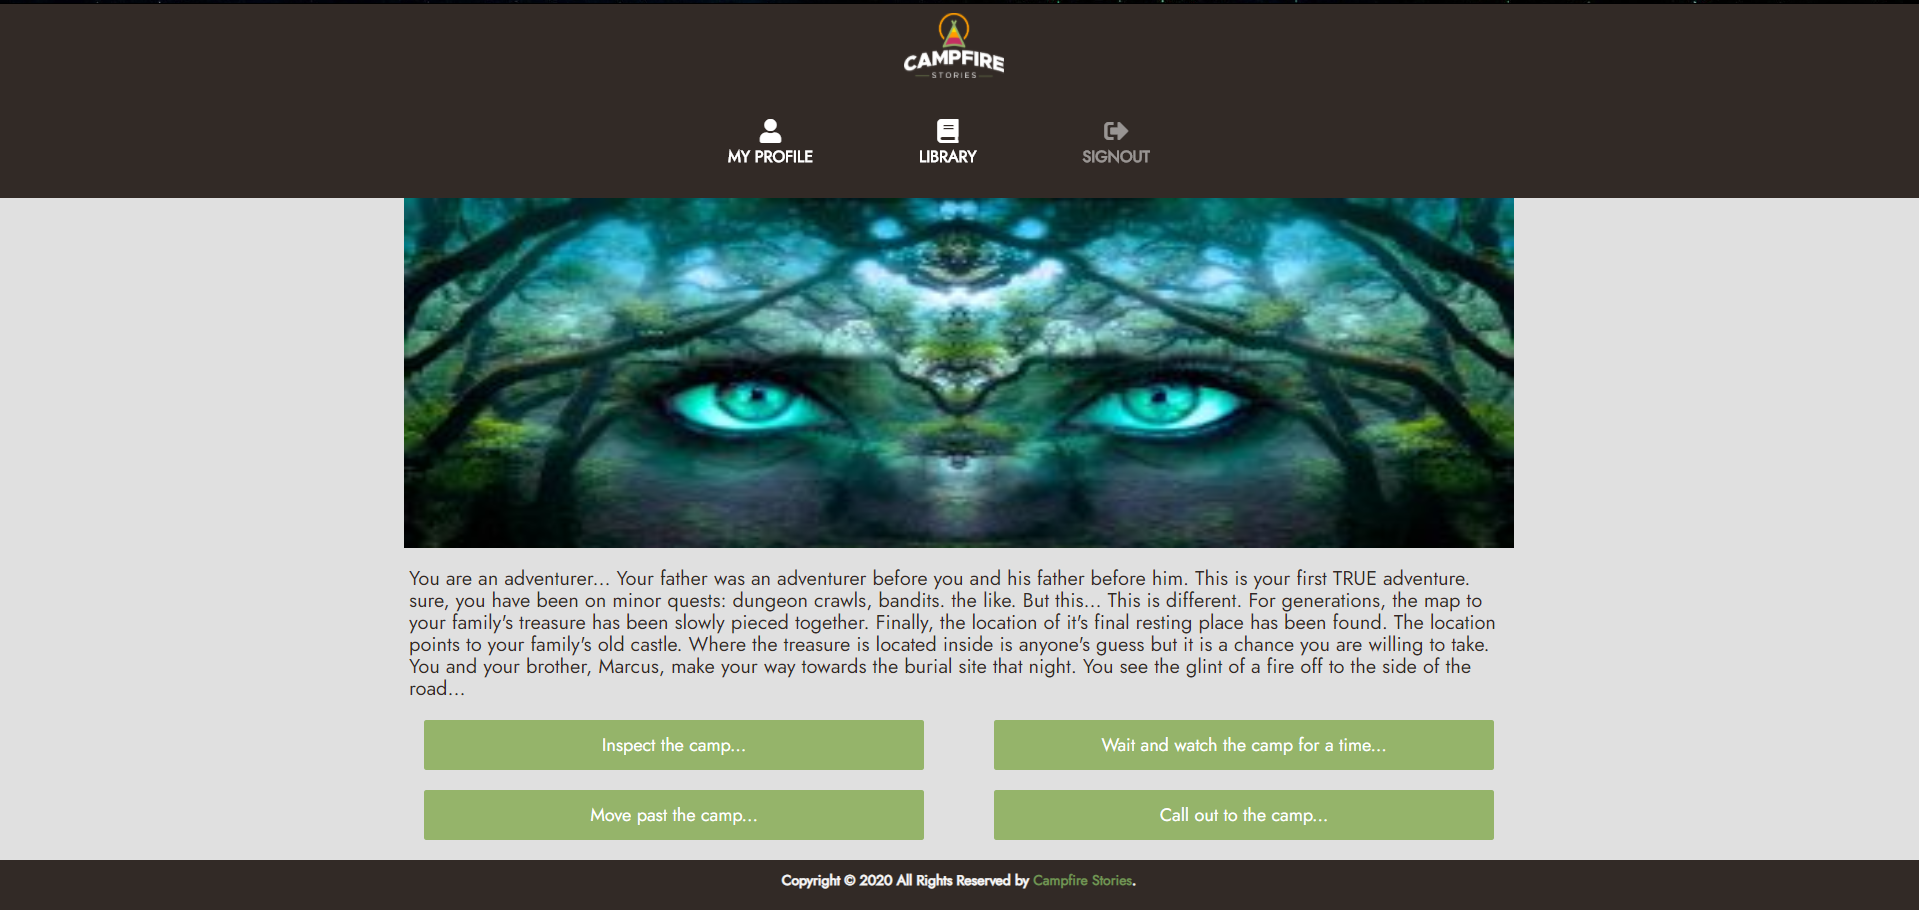 CAMPFIRE
STORIES
MY PROFILE
LIBRARY
SIGNOUT
You are an adventurer... Your father was an adventurer before you and his father before him. This is your first TRUE adventure.
sure, you have been on minor quests: dungeon crawls, bandits. the like. But this... This is different. For generations, the map to
your family's treasure has been slowly pieced together. Finally, the location of it's final resting place has been found. The location
points to your family's old castle. Where the treasure is located inside is anyone's guess but it is a chance you are willing to take.
You and your brother, Marcus, make your way towards the burial site that night. You see the glint of a fire off to the side of the
road...
Inspect the camp...
Wait and watch the camp for a time...
Move past the camp...
Call out to the camp...
Copyright © 2020 All Rights Reserved by Campfire Stories.